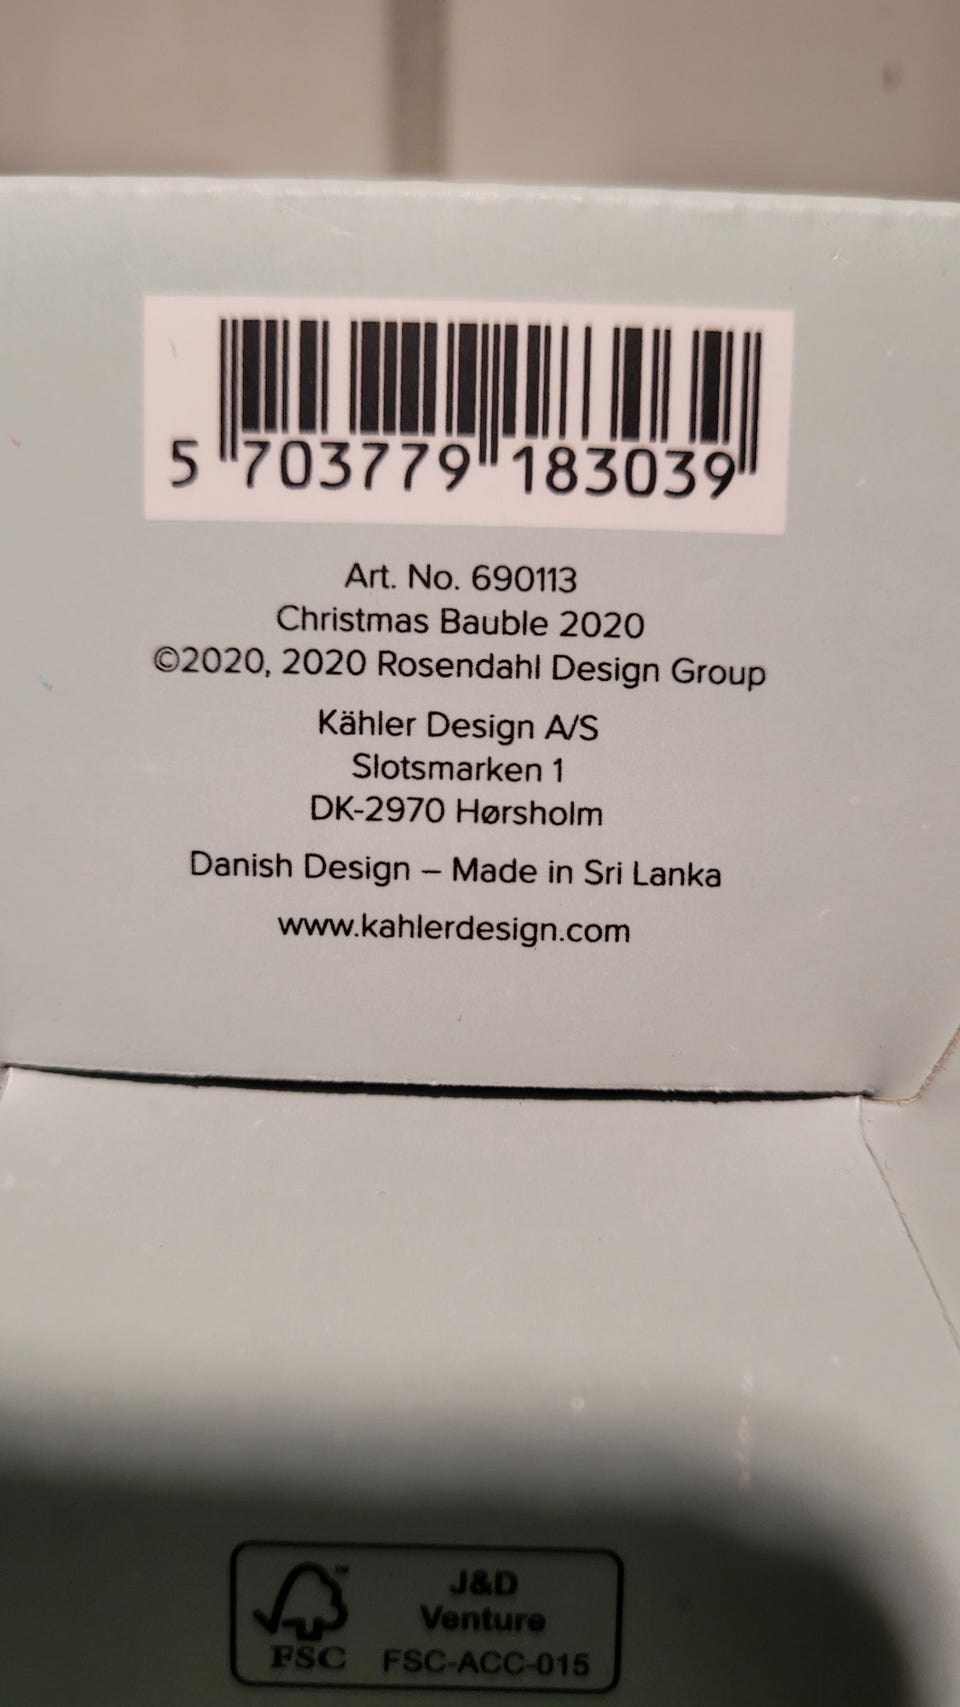 5 703779 183039
Art. No. 690113
Christmas Bauble 2020
©2020, 2020 Rosendahl Design Group
Kähler Design A/S
Slotsmarken 1
DK-2970 Hørsholm
Danish Design – Made in Sri Lanka
www.kahlerdesign.com
J&D
Venture
FSC™
FSC-ACC-015